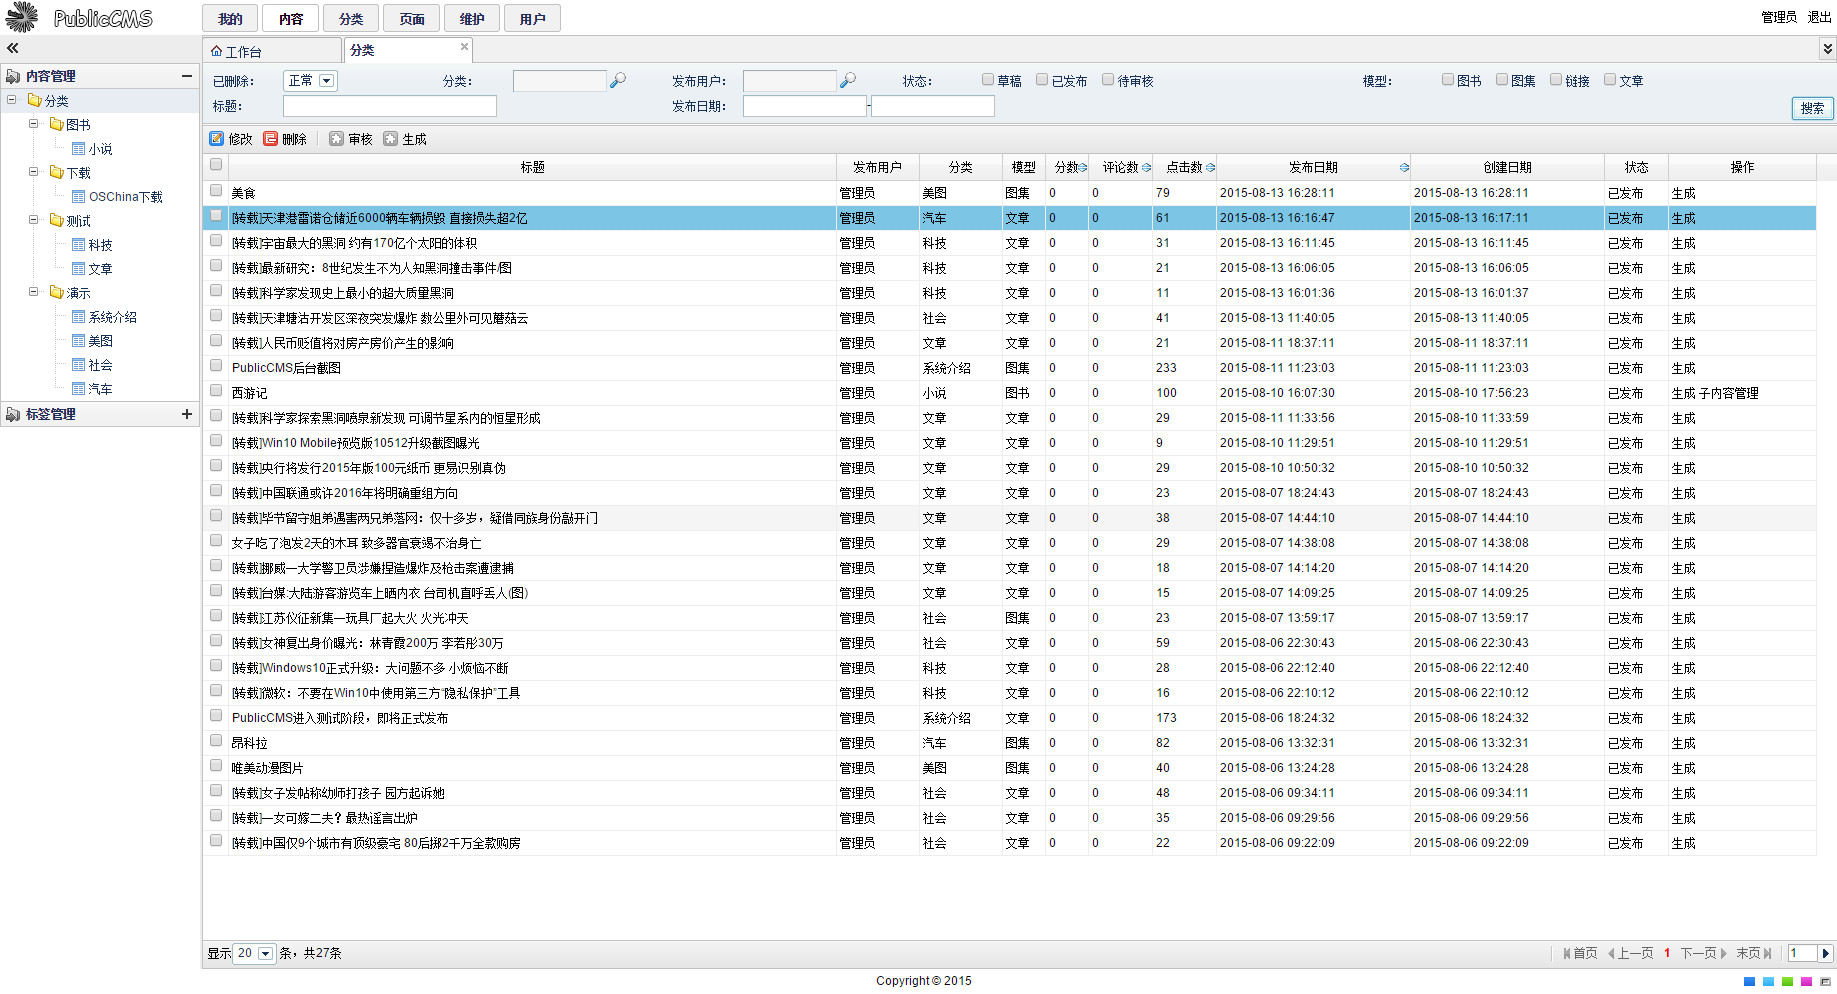 PublicCMS 我的 内容 分类 页面 维护 用户 管理员 退出
工作台 分类
内容管理
分类
图书
小说
下载
OSChina下载
测试
科技
文章
演示
系统介绍
美图
社会
汽车
标签管理
已删除： 正常 分类： 发布用户： 状态： 草稿 已发布 待审核 模型： 图书 图集 链接 文章
标题： 发布日期： -
搜索
修改 删除 审核 生成
标题 发布用户 分类 模型 分数 评论数 点击数 发布日期 创建日期 状态 操作
美食 管理员 美图 图集 0 0 79 2015-08-13 16:28:11 2015-08-13 16:28:11 已发布 生成
[转载]天津港雷诺仓储近6000辆车辆损毁 直接损失超2亿 管理员 汽车 文章 0 0 61 2015-08-13 16:16:47 2015-08-13 16:17:11 已发布 生成
[转载]宇宙最大的黑洞 约有170亿个太阳的体积 管理员 科技 文章 0 0 31 2015-08-13 16:11:45 2015-08-13 16:11:45 已发布 生成
[转载]最新研究：8世纪发生不为人知黑洞撞击事件/图 管理员 科技 文章 0 0 21 2015-08-13 16:06:05 2015-08-13 16:06:05 已发布 生成
[转载]科学家发现史上最小的超大质量黑洞 管理员 科技 文章 0 0 11 2015-08-13 16:01:36 2015-08-13 16:01:37 已发布 生成
[转载]天津塘沽开发区深夜突发爆炸 数公里外可见蘑菇云 管理员 社会 文章 0 0 41 2015-08-13 11:40:05 2015-08-13 11:40:05 已发布 生成
[转载]人民币贬值将对房产房价产生的影响 管理员 文章 文章 0 0 21 2015-08-11 18:37:11 2015-08-11 18:37:11 已发布 生成
PublicCMS后台截图 管理员 系统介绍 图集 0 0 233 2015-08-11 11:23:03 2015-08-11 11:23:03 已发布 生成
西游记 管理员 小说 图书 0 0 100 2015-08-10 16:07:30 2015-08-10 17:56:23 已发布 生成 子内容管理
[转载]科学家探索黑洞喷泉新发现 可调节星系内的恒星形成 管理员 文章 文章 0 0 29 2015-08-11 11:33:56 2015-08-10 11:33:59 已发布 生成
[转载]Win10 Mobile预览版10512升级截图曝光 管理员 文章 文章 0 0 9 2015-08-10 11:29:51 2015-08-10 11:29:51 已发布 生成
[转载]央行将发行2015年版100元纸币 更易识别真伪 管理员 文章 文章 0 0 29 2015-08-10 10:50:32 2015-08-10 10:50:32 已发布 生成
[转载]中国联通或许2016年将明确重组方向 管理员 文章 文章 0 0 23 2015-08-07 18:24:43 2015-08-07 18:24:43 已发布 生成
[转载]毕节留守姐弟遇害两兄弟落网：仅十多岁，疑借同族身份敲开门 管理员 文章 文章 0 0 38 2015-08-07 14:44:10 2015-08-07 14:44:10 已发布 生成
女子吃了泡发2天的木耳 致多器官衰竭不治身亡 管理员 文章 文章 0 0 29 2015-08-07 14:38:08 2015-08-07 14:38:08 已发布 生成
[转载]挪威一大学警卫员涉嫌捏造爆炸及枪击案遭逮捕 管理员 文章 文章 0 0 18 2015-08-07 14:14:20 2015-08-07 14:14:20 已发布 生成
[转载]台媒:大陆游客游览车上晒内衣 台司机直呼丢人(图) 管理员 文章 文章 0 0 15 2015-08-07 14:09:25 2015-08-07 14:09:25 已发布 生成
[转载]江苏仪征新集一玩具厂起大火 火光冲天 管理员 社会 图集 0 0 23 2015-08-07 13:59:17 2015-08-07 13:59:17 已发布 生成
[转载]女神复出身价曝光：林青霞200万 李若彤30万 管理员 社会 文章 0 0 59 2015-08-06 22:30:43 2015-08-06 22:30:43 已发布 生成
[转载]Windows10正式升级：大问题不多 小烦恼不断 管理员 科技 文章 0 0 28 2015-08-06 22:12:40 2015-08-06 22:12:40 已发布 生成
[转载]微软：不要在Win10中使用第三方“隐私保护”工具 管理员 科技 文章 0 0 16 2015-08-06 22:10:12 2015-08-06 22:10:12 已发布 生成
PublicCMS进入测试阶段，即将正式发布 管理员 系统介绍 文章 0 0 173 2015-08-06 18:24:32 2015-08-06 18:24:32 已发布 生成
昂科拉 管理员 汽车 图集 0 0 82 2015-08-06 13:32:31 2015-08-06 13:32:31 已发布 生成
唯美动漫图片 管理员 美图 图集 0 0 40 2015-08-06 13:24:28 2015-08-06 13:24:28 已发布 生成
[转载]女子发帖称幼师打孩子 园方起诉她 管理员 社会 文章 0 0 48 2015-08-06 09:34:11 2015-08-06 09:34:11 已发布 生成
[转载]一女可嫁二夫？最热谣言出炉 管理员 社会 文章 0 0 35 2015-08-06 09:29:56 2015-08-06 09:29:56 已发布 生成
[转载]中国仅9个城市有顶级豪宅 80后掷2千万全款购房 管理员 社会 文章 0 0 22 2015-08-06 09:22:09 2015-08-06 09:22:09 已发布 生成
显示 20 条，共27条 首页 上一页 1 下一页 末页 1
Copyright © 2015